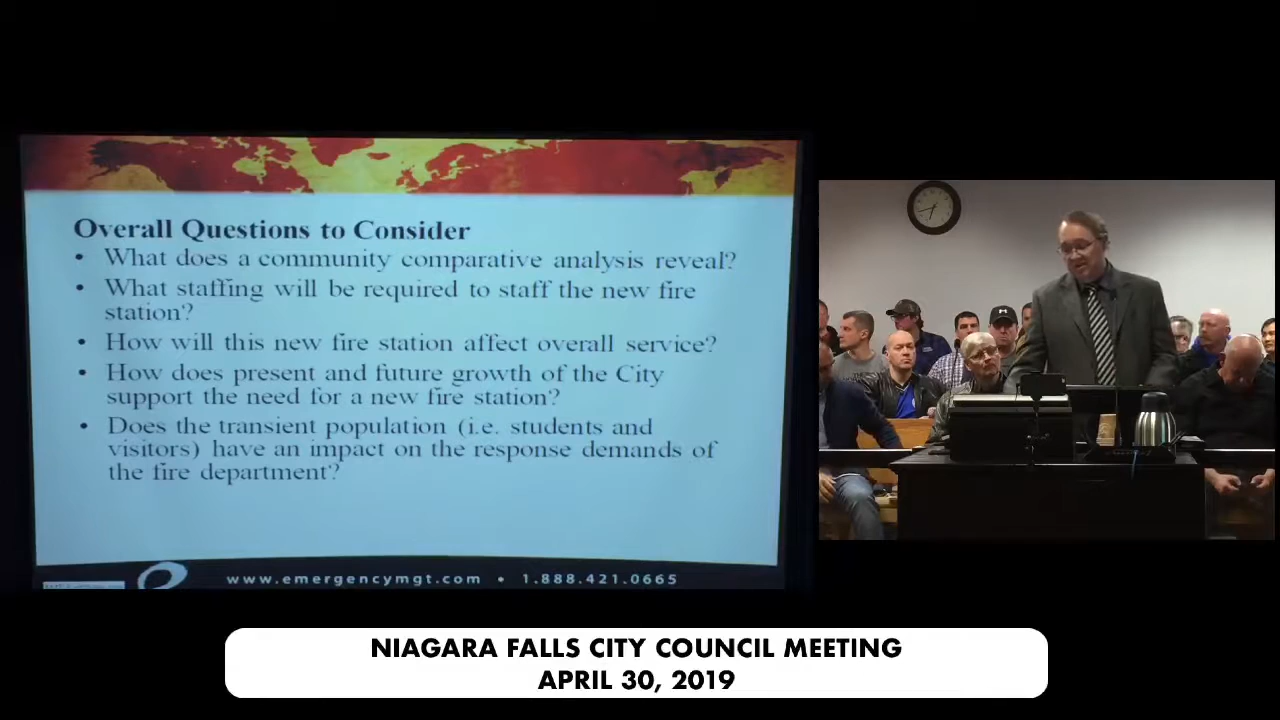 Overall Questions to Consider
• What does a community comparative analysis reveal?
• What staffing will be required to staff the new fire
station?
• How will this new fire station affect overall service?
• How does present and future growth of the City
support the need for a new fire station?
• Does the transient population (i.e. students and
visitors) have an impact on the response demands of
the fire department?
www.emergencymgt.com • 1.888.421.0665
NIAGARA FALLS CITY COUNCIL MEETING
APRIL 30, 2019